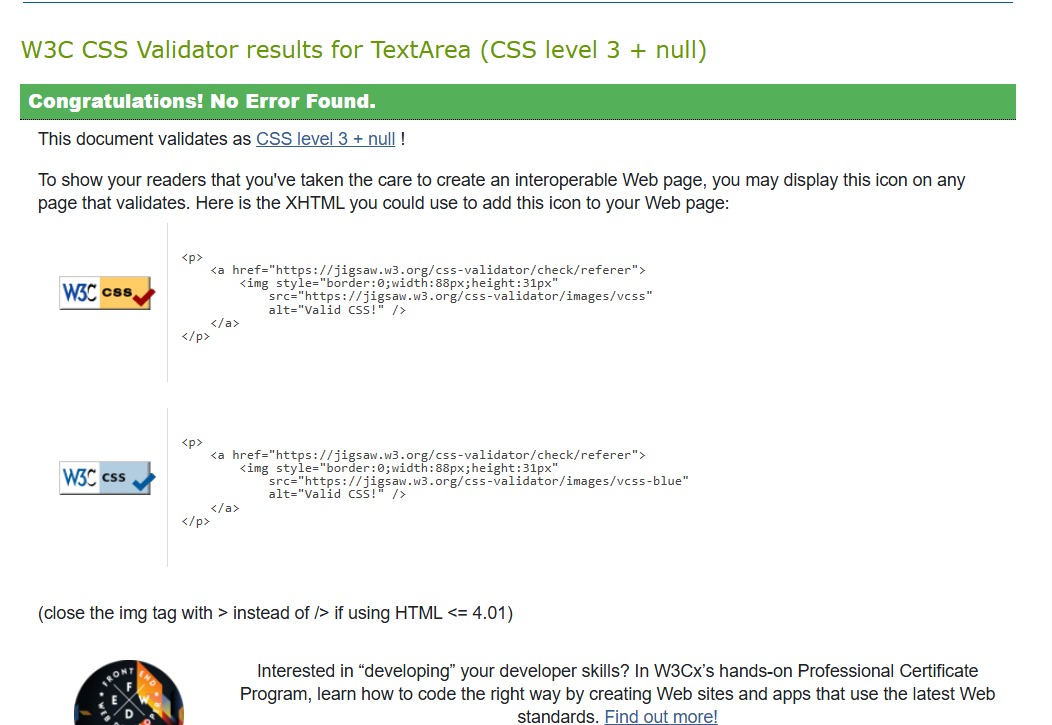 W3C CSS Validator results for TextArea (CSS level 3 + null)
Congratulations! No Error Found.
This document validates as CSS level 3 + null !
To show your readers that you've taken the care to create an interoperable Web page, you may display this icon on any
page that validates. Here is the XHTML you could use to add this icon to your Web page:
W3C css
<p>
    <a href="https://jigsaw.w3.org/css-validator/check/referer">
        <img style="border:0;width:88px;height:31px"
            src="https://jigsaw.w3.org/css-validator/images/vcss"
            alt="Valid CSS!" />
    </a>
</p>
W3C css
<p>
    <a href="https://jigsaw.w3.org/css-validator/check/referer">
        <img style="border:0;width:88px;height:31px"
            src="https://jigsaw.w3.org/css-validator/images/vcss-blue"
            alt="Valid CSS!" />
    </a>
</p>
(close the img tag with > instead of /> if using HTML <= 4.01)
FRONT END
F
E W
D
Interested in “developing” your developer skills? In W3Cx’s hands-on Professional Certificate
Program, learn how to code the right way by creating Web sites and apps that use the latest Web
standards. Find out more!